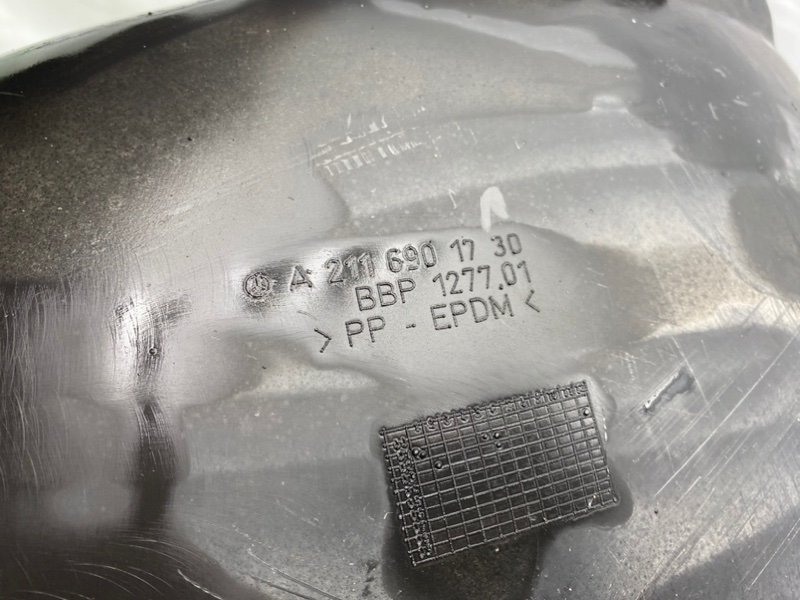 A 211 690 17 30
BBP 1277.01
> PP - EPDM <